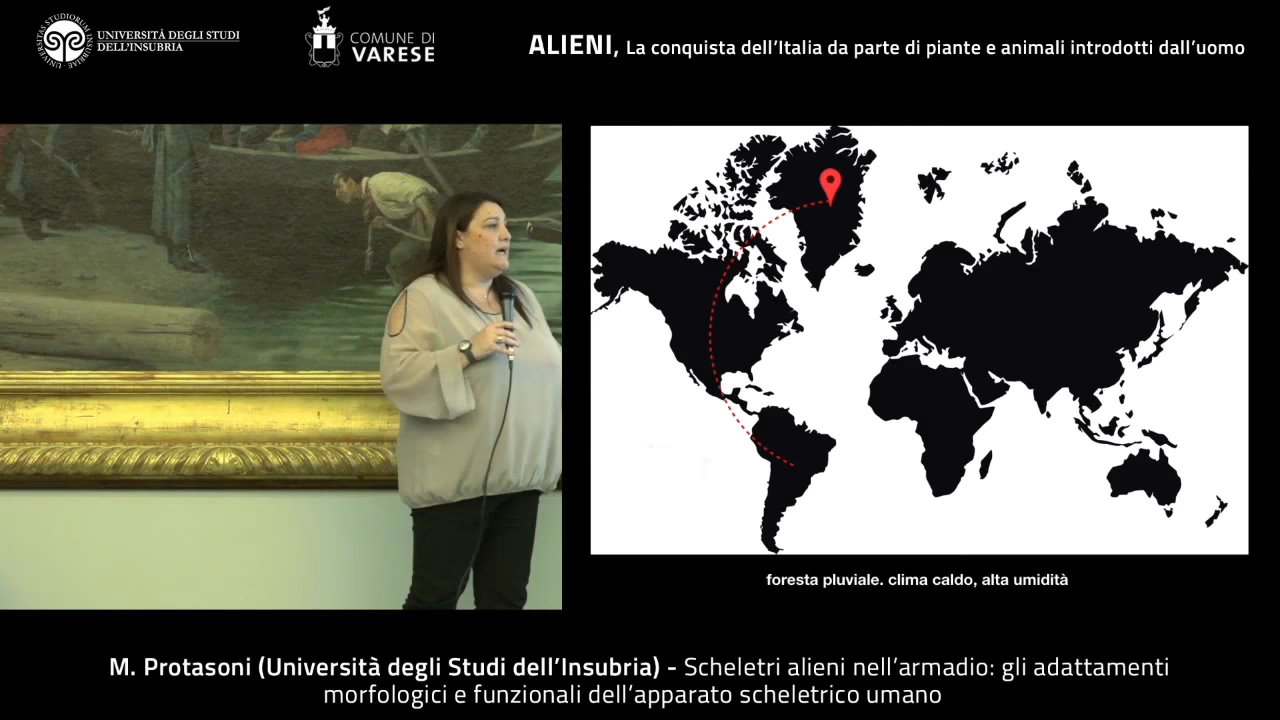 UNIVERSITÀ DEGLI STUDI
DELL'INSUBRIA
COMUNE DI
VARESE
ALIENI, La conquista dell'Italia da parte di piante e animali introdotti dall'uomo
foresta pluviale. clima caldo, alta umidità
M. Protasoni (Università degli Studi dell'Insubria) - Scheletri alieni nell'armadio: gli adattamenti
morfologici e funzionali dell'apparato scheletrico umano